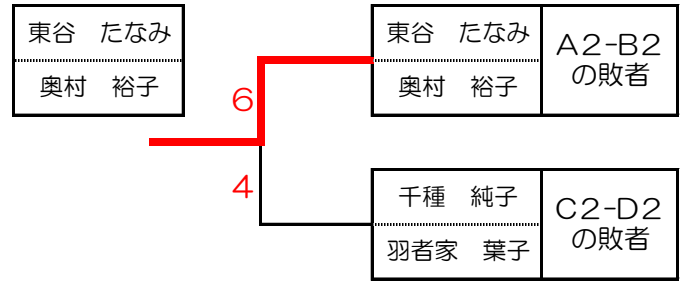 東谷　たなみ
奥村　裕子
6
4
東谷　たなみ
奥村　裕子
A2-B2
の敗者
千種　純子
羽者家　葉子
C2-D2
の敗者